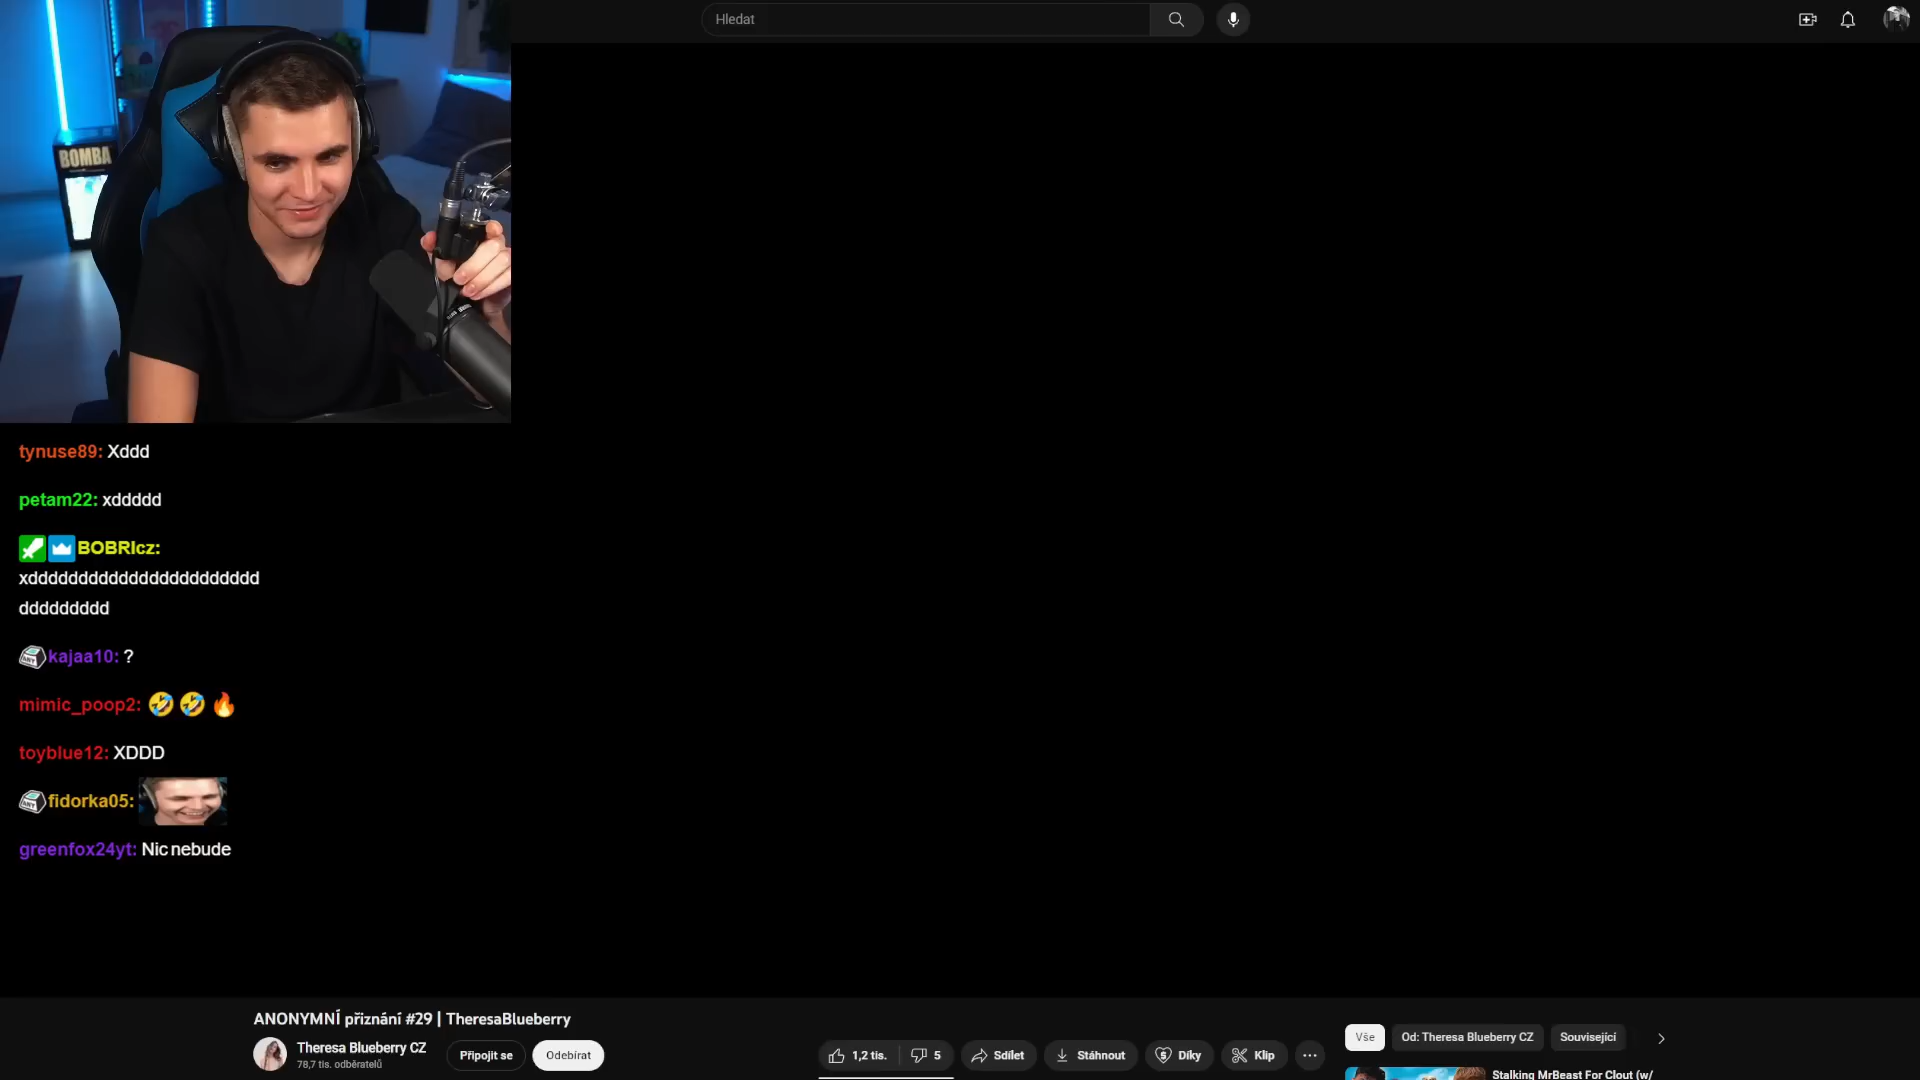 Hledat
BOMBA
tynuse89: Xddd
petam22: xddddd
BOBRIcz:
xddddddddddddddddddddddd
ddddddddd
kajaa10: ?
mimic_poop2: 🤣 🤣 🔥
toyblue12: XDDD
fidorka05:
greenfox24yt: Nic nebude
ANONYMNÍ přiznání #29 | TheresaBlueberry
Theresa Blueberry CZ
78,7 tis. odběratelů
Připojit se
Odebírat
1,2 tis.
5
Sdílet
Stáhnout
Díky
Klip
Vše
Od: Theresa Blueberry CZ
Související
Stalking MrBeast For Clout (w/